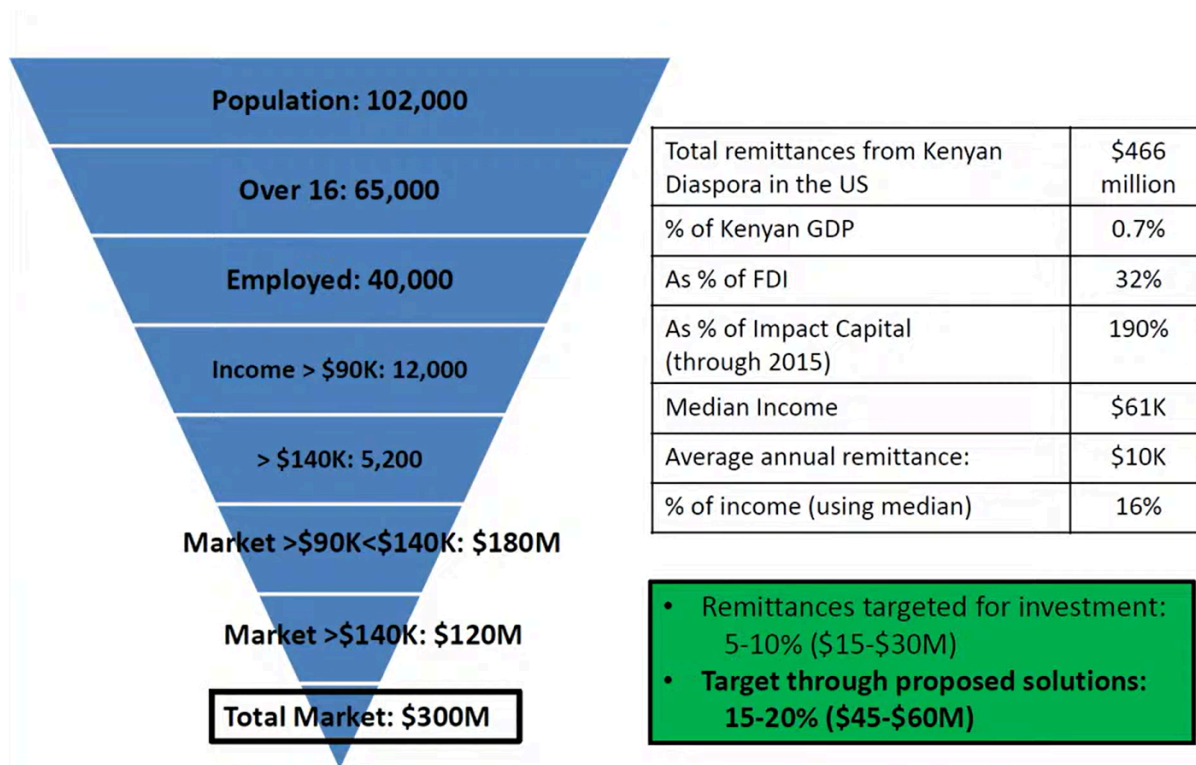 Population: 102,000
Over 16: 65,000
Employed: 40,000
Income > $90K: 12,000
> $140K: 5,200
Market >$90K<$140K: $180M
Market >$140K: $120M
Total Market: $300M
Total remittances from Kenyan
Diaspora in the US
$466
million
% of Kenyan GDP
0.7%
As % of FDI
32%
As % of Impact Capital
(through 2015)
190%
Median Income
$61K
Average annual remittance:
$10K
% of income (using median)
16%
• Remittances targeted for investment:
5-10% ($15-$30M)
• Target through proposed solutions:
15-20% ($45-$60M)